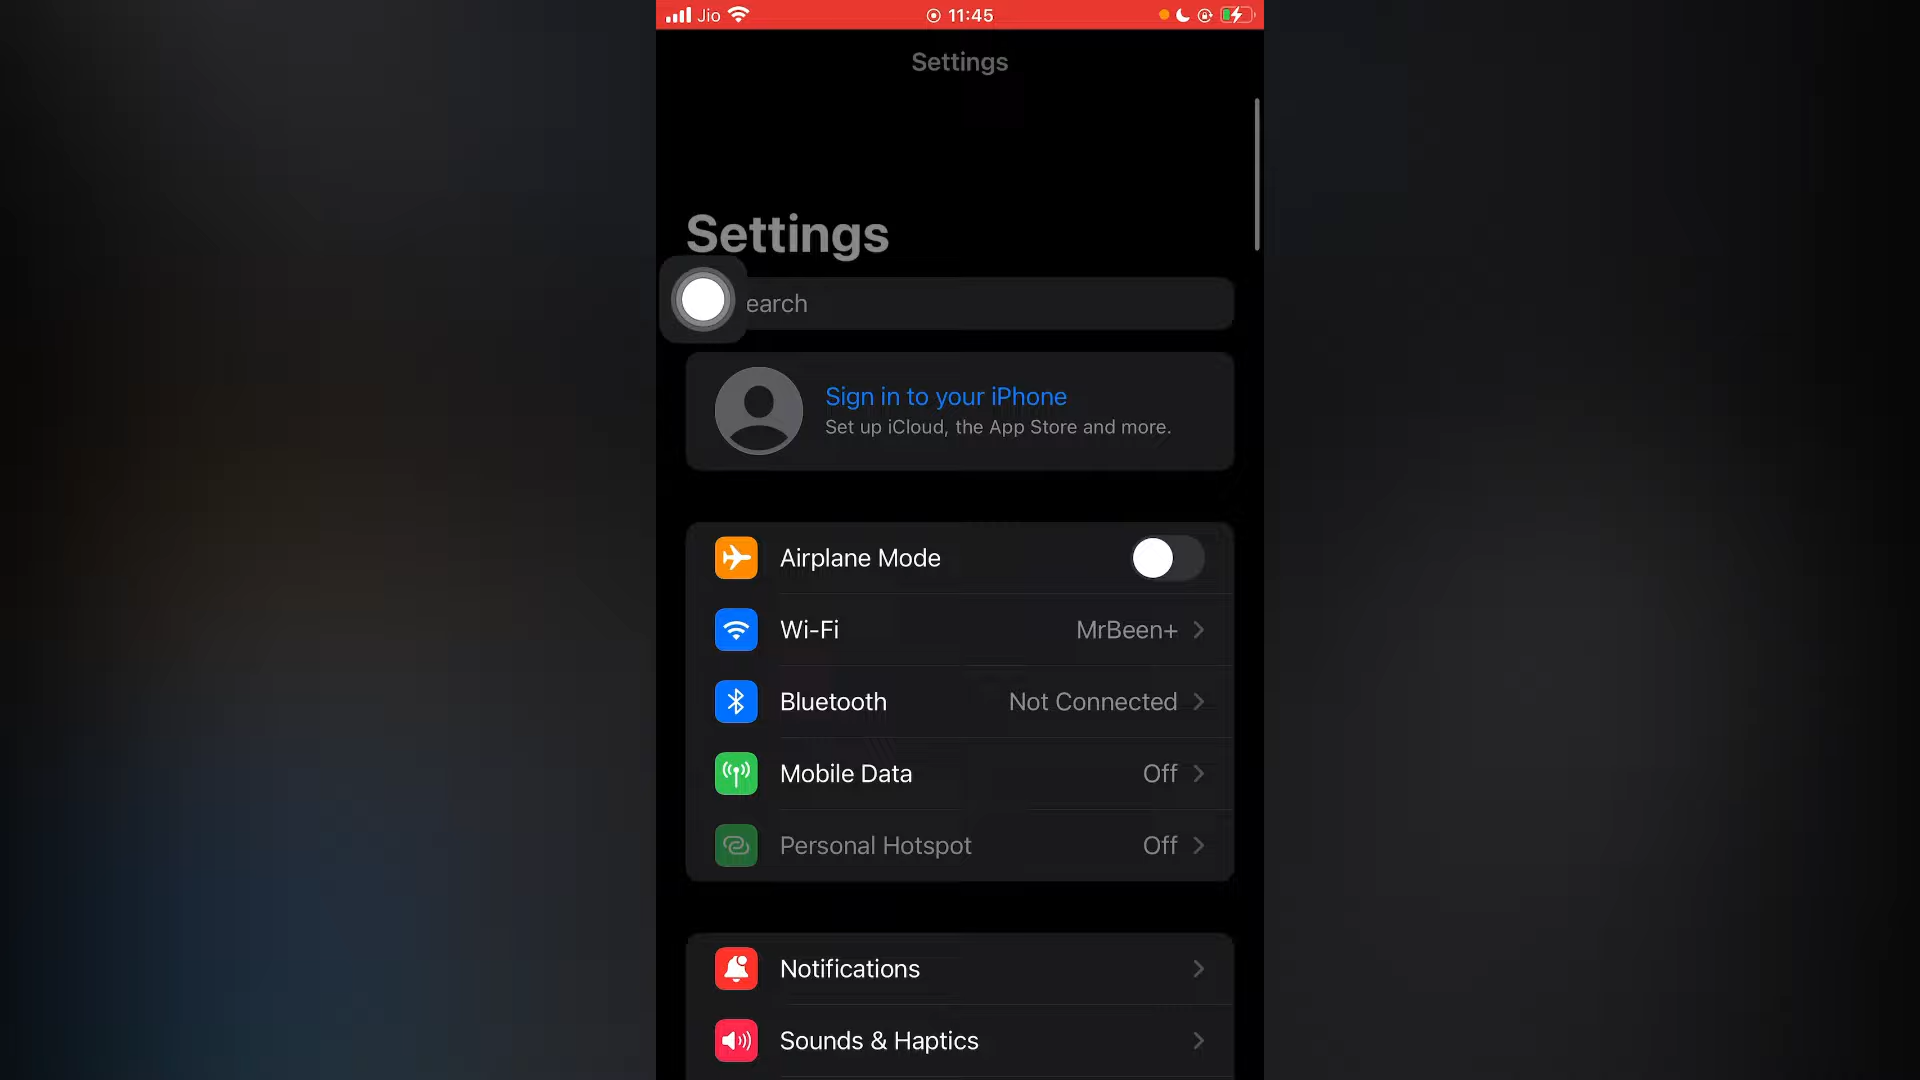 Jio 11:45
Settings
Settings
earch
Sign in to your iPhone
Set up iCloud, the App Store and more.
Airplane Mode
Wi-Fi MrBeen+
Bluetooth Not Connected
Mobile Data Off
Personal Hotspot Off
Notifications
Sounds & Haptics